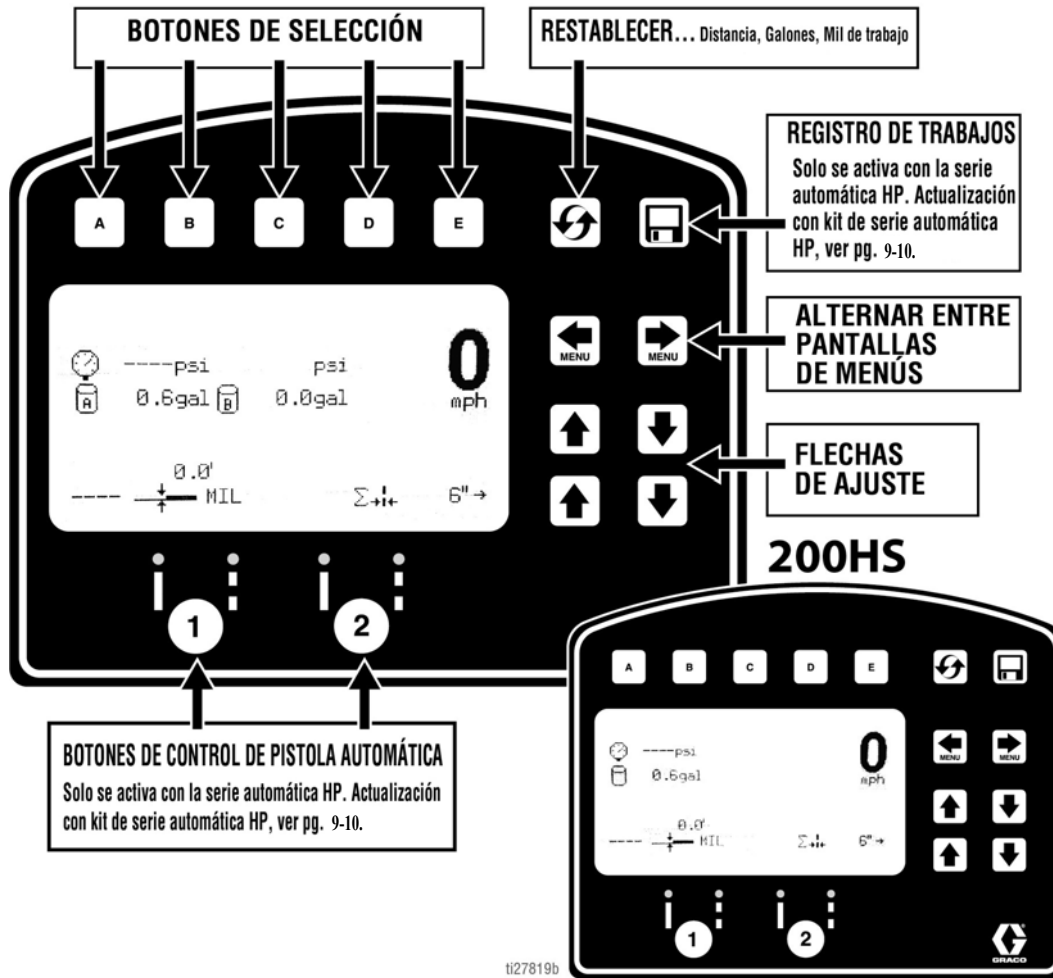 BOTONES DE SELECCIÓN
RESTABLECER... Distancia, Galones, Mil de trabajo
A B C D E
REGISTRO DE TRABAJOS
Solo se activa con la serie
automática HP. Actualización
con kit de serie automática
HP, ver pg. 9-10.
----psi psi
A 0.6gal B 0.0gal
0
mph
0.0'
---- MIL Σ 6"→
MENU MENU
ALTERNAR ENTRE
PANTALLAS
DE MENÚS
FLECHAS
DE AJUSTE
1 2
BOTONES DE CONTROL DE PISTOLA AUTOMÁTICA
Solo se activa con la serie automática HP. Actualización
con kit de serie automática HP, ver pg. 9-10.
200HS
A B C D E
----psi
0.6gal
0
mph
0.0'
---- MIL Σ 6"→
MENU MENU
1 2
GRACO
ti27819b